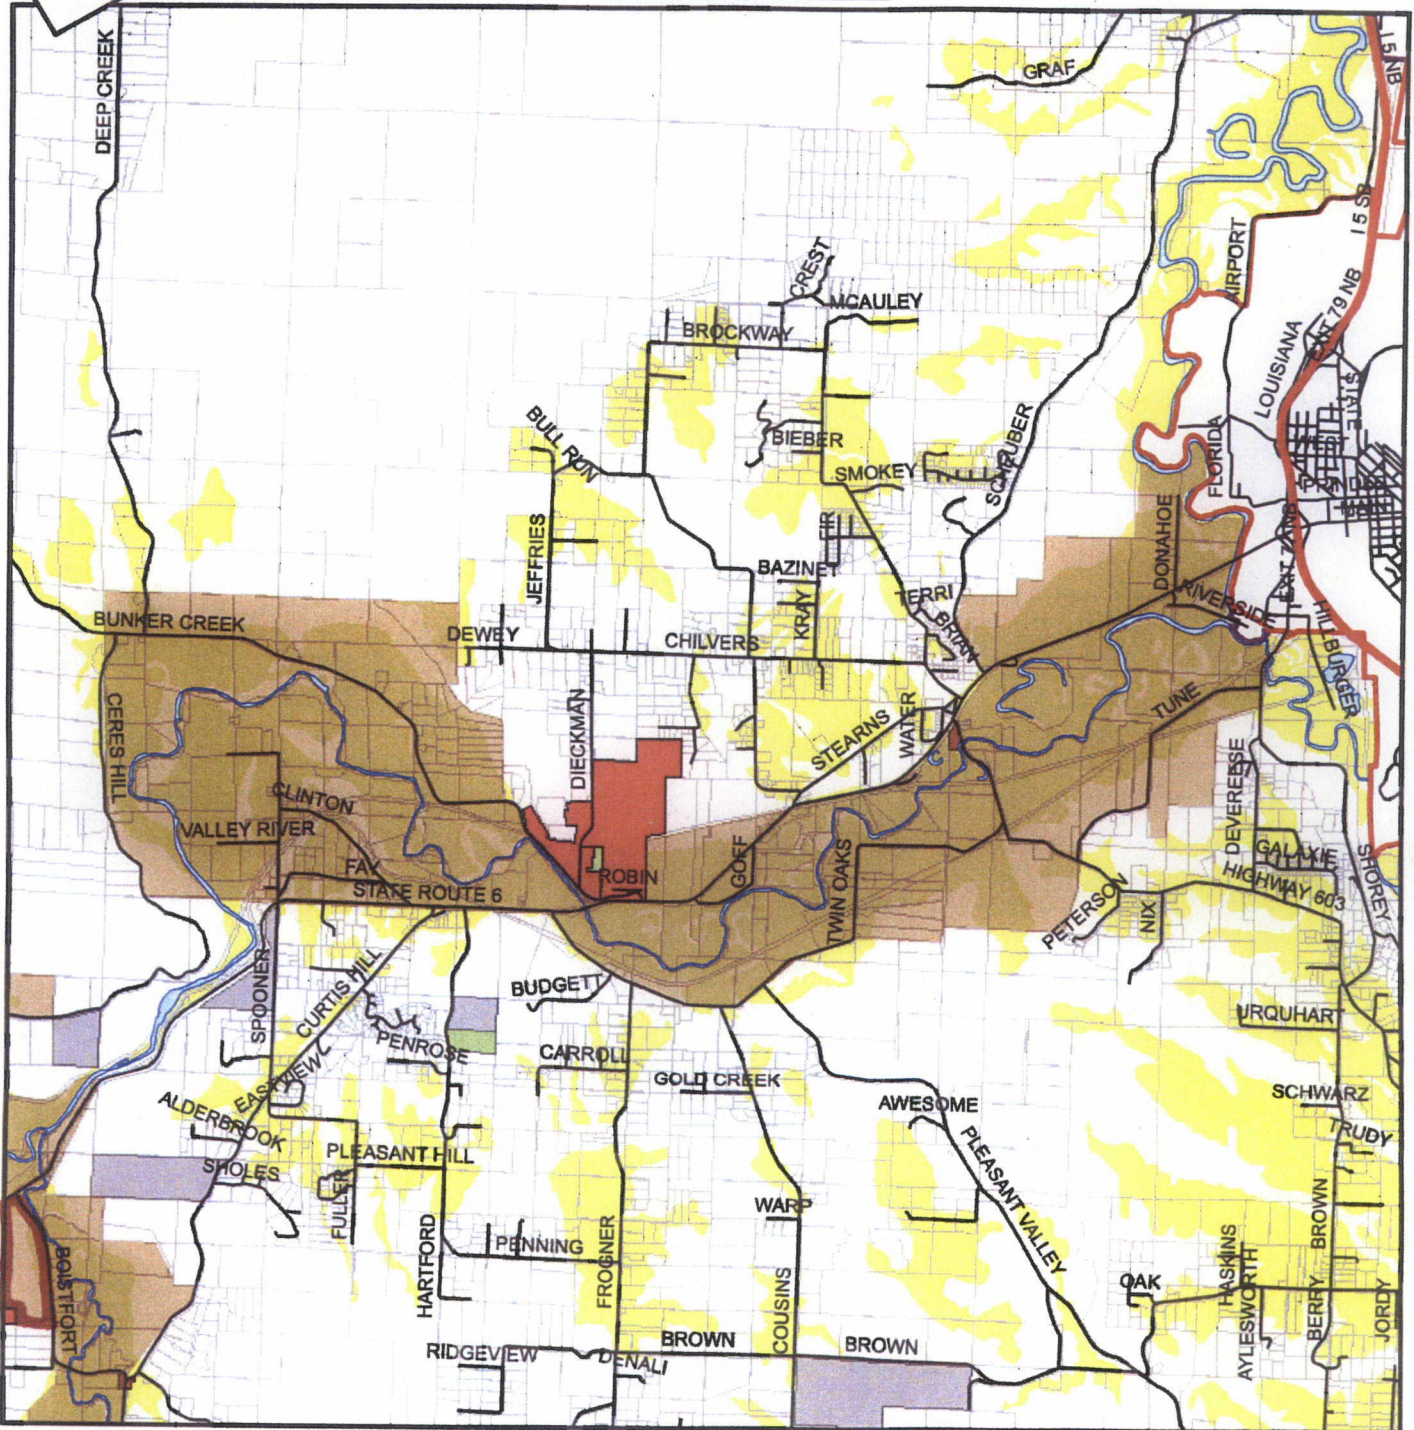 DEEP CREEK
GRAF
I 5 NB
I 5 SB
AIRPORT
CREST
MCAULEY
BROCKWAY
EXIT 79 NB
LOUISIANA
STATE
BULL RUN
BIEBER
SMOKEY
SCHEUBER
FLORIDA
JEFFRIES
FIR
DONAHOE
BAZINET
KRAY
TERRI
BRIAN
RIVERSIDE
HILLBURGER
BUNKER CREEK
DEWEY
CHILVERS
CERES HILL
DIECKMAN
STEARNS
WATER
TUNE
DEVEREESE
CLINTON
VALLEY RIVER
FAY
STATE ROUTE 6
ROBIN
GOFF
TWIN OAKS
GALAXIE
HIGHWAY 603
SHOREY
PETERSON
NIX
SPOONER
CURTIS HILL
BUDGETT
PENROSE
CARROLL
GOLD CREEK
URQUHART
EASTVIEW
ALDERBROOK
AWESOME
SCHWARZ
TRUDY
SHOLES
PLEASANT HILL
FULLER
PLEASANT VALLEY
WARP
HARTFORD
PENNING
FROGNER
COUSINS
OAK
HASKINS
AYLESWORTH
BROWN
BERRY
JORDY
BOISTFORT
RIDGEVIEW
DENALI
BROWN
BROWN